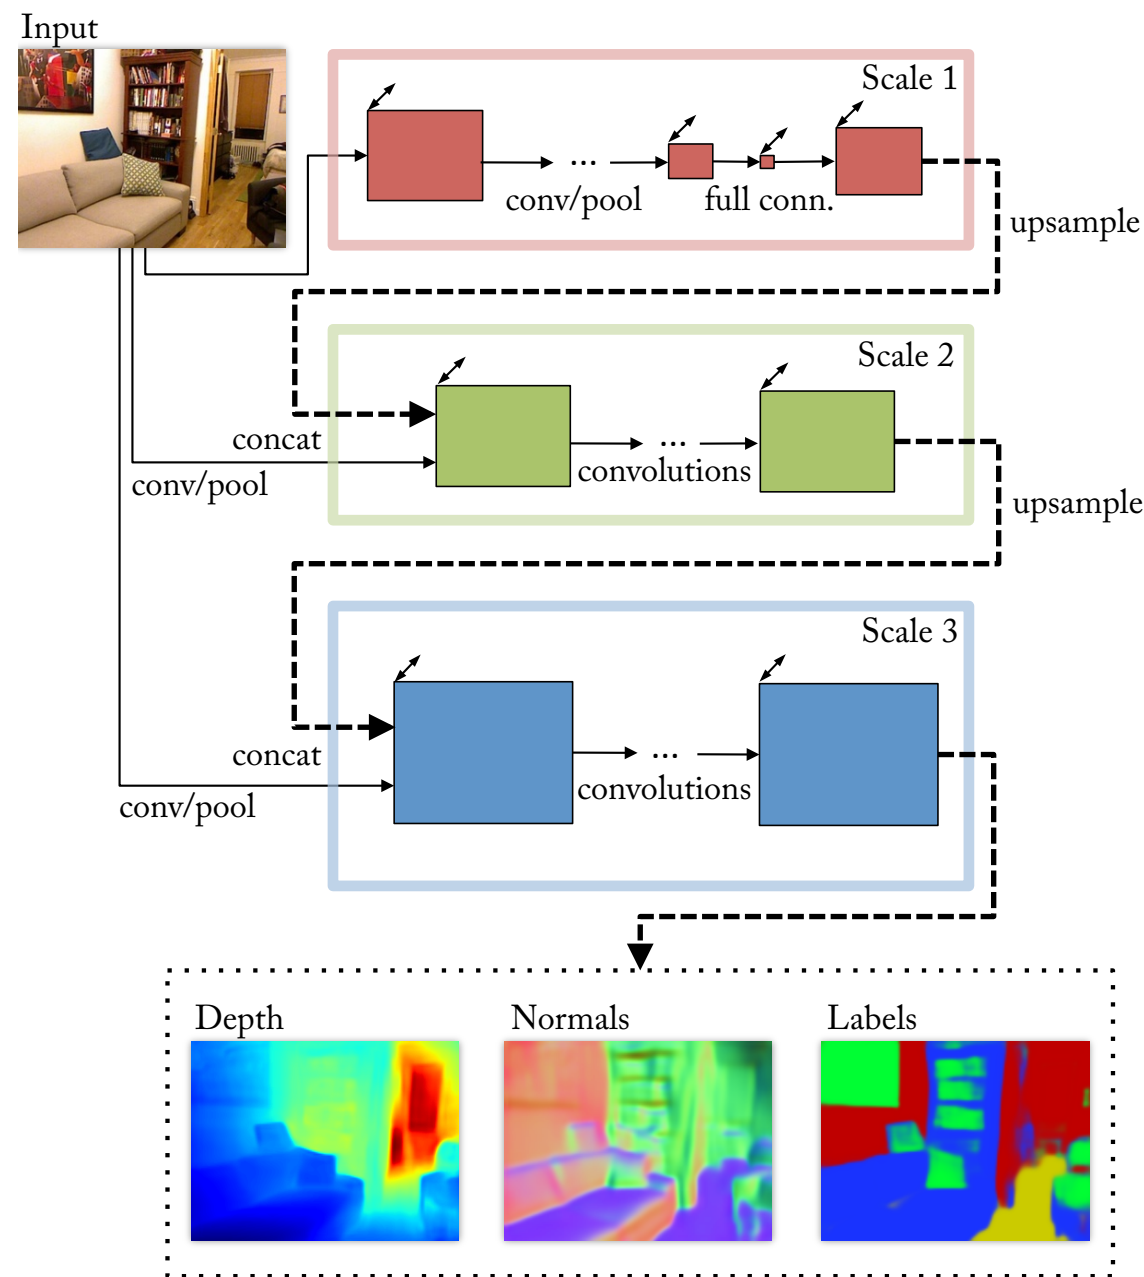 Input
Scale 1
...
conv/pool
full conn.
upsample
Scale 2
concat
...
convolutions
conv/pool
upsample
Scale 3
concat
...
convolutions
conv/pool
Depth
Normals
Labels